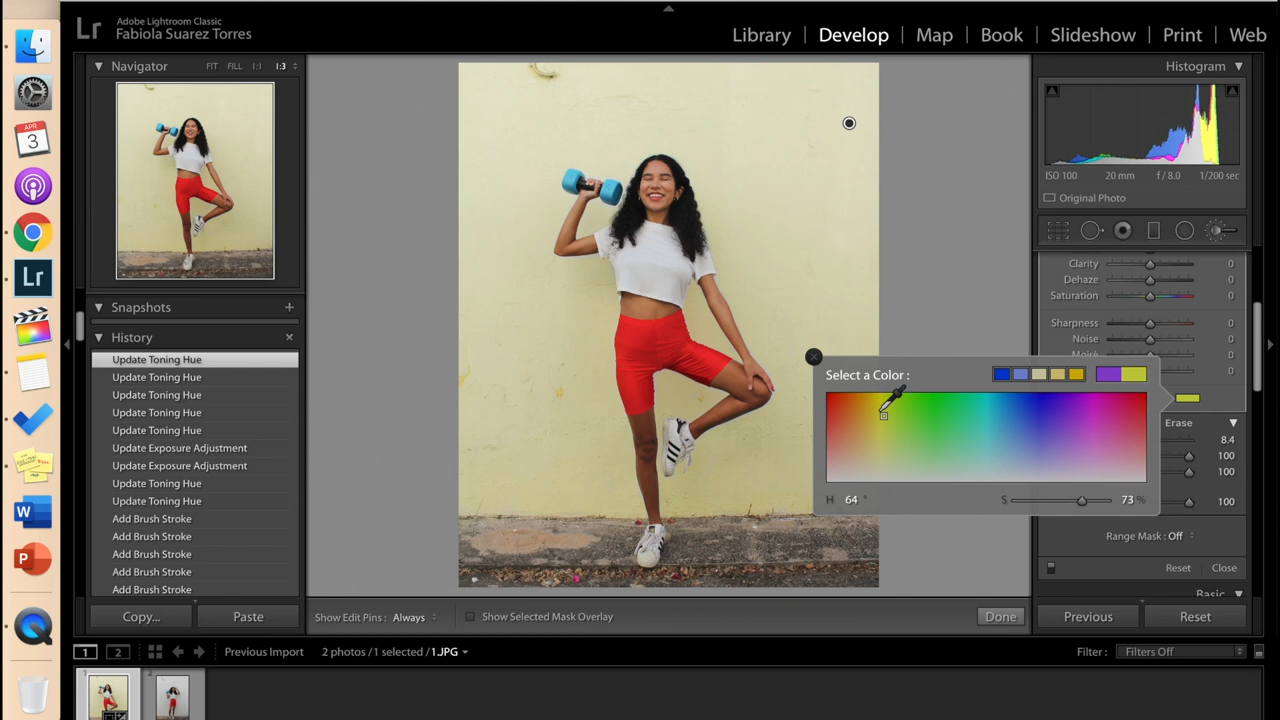 Lr Adobe Lightroom Classic
Fabiola Suarez Torres
Library | Develop | Map | Book | Slideshow | Print | Web
Navigator FIT FILL 1:1 1:3
Snapshots +
History ×
Update Toning Hue
Update Toning Hue
Update Toning Hue
Update Toning Hue
Update Toning Hue
Update Exposure Adjustment
Update Exposure Adjustment
Update Toning Hue
Update Toning Hue
Add Brush Stroke
Add Brush Stroke
Add Brush Stroke
Add Brush Stroke
Add Brush Stroke
Copy... Paste
Show Edit Pins : Always
Show Selected Mask Overlay
Done
Histogram
ISO 100 20 mm f / 8.0 1/200 sec
Original Photo
Clarity 0
Dehaze 0
Saturation 0
Sharpness 0
Noise 0
Moiré 0
0
Select a Color :
H 64 ° S 73 %
Erase
8.4
100
100
100
Range Mask : Off
Reset Close
Basic
Previous Reset
1 2 Previous Import 2 photos / 1 selected / 1.JPG
Filter : Filters Off
1 2
APR
3
Lr
W
P